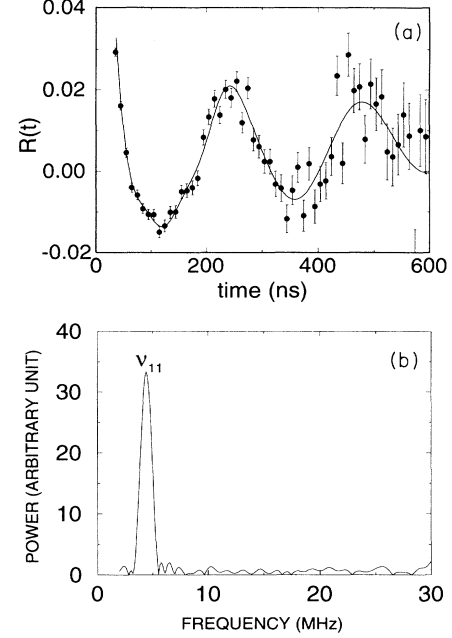 (a)
0.04
0.02
0.00
-0.02
R(t)
0
200
400
600
time (ns)
(b)
ν11
40
30
20
10
0
POWER (ARBITRARY UNIT)
0
10
20
30
FREQUENCY (MHz)